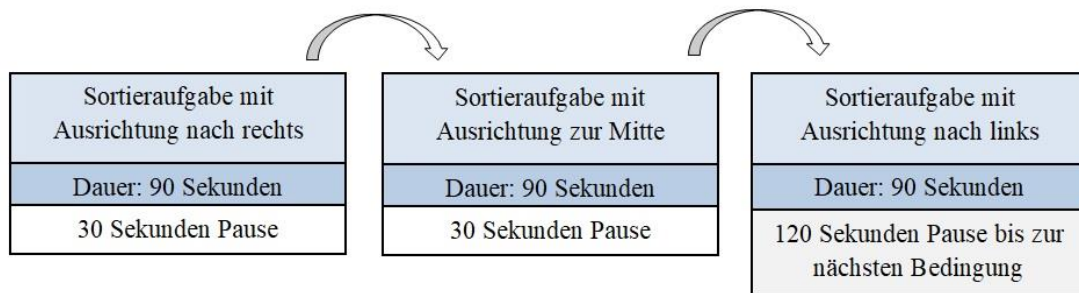 Sortieraufgabe mit
Ausrichtung nach rechts
Dauer: 90 Sekunden
30 Sekunden Pause
Sortieraufgabe mit
Ausrichtung zur Mitte
Dauer: 90 Sekunden
30 Sekunden Pause
Sortieraufgabe mit
Ausrichtung nach links
Dauer: 90 Sekunden
120 Sekunden Pause bis zur
nächsten Bedingung